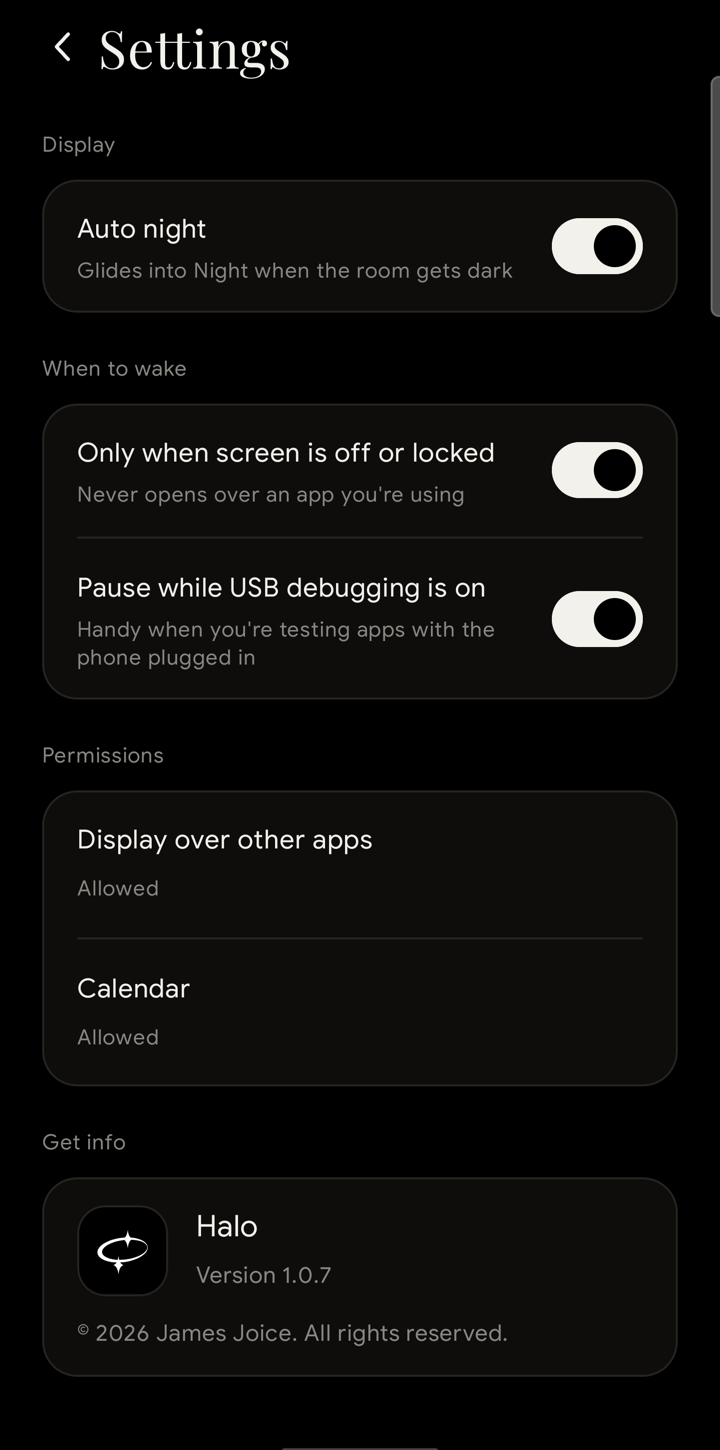 Settings
Display
Auto night
Glides into Night when the room gets dark
When to wake
Only when screen is off or locked
Never opens over an app you're using
Pause while USB debugging is on
Handy when you're testing apps with the
phone plugged in
Permissions
Display over other apps
Allowed
Calendar
Allowed
Get info
Halo
Version 1.0.7
© 2026 James Joice. All rights reserved.